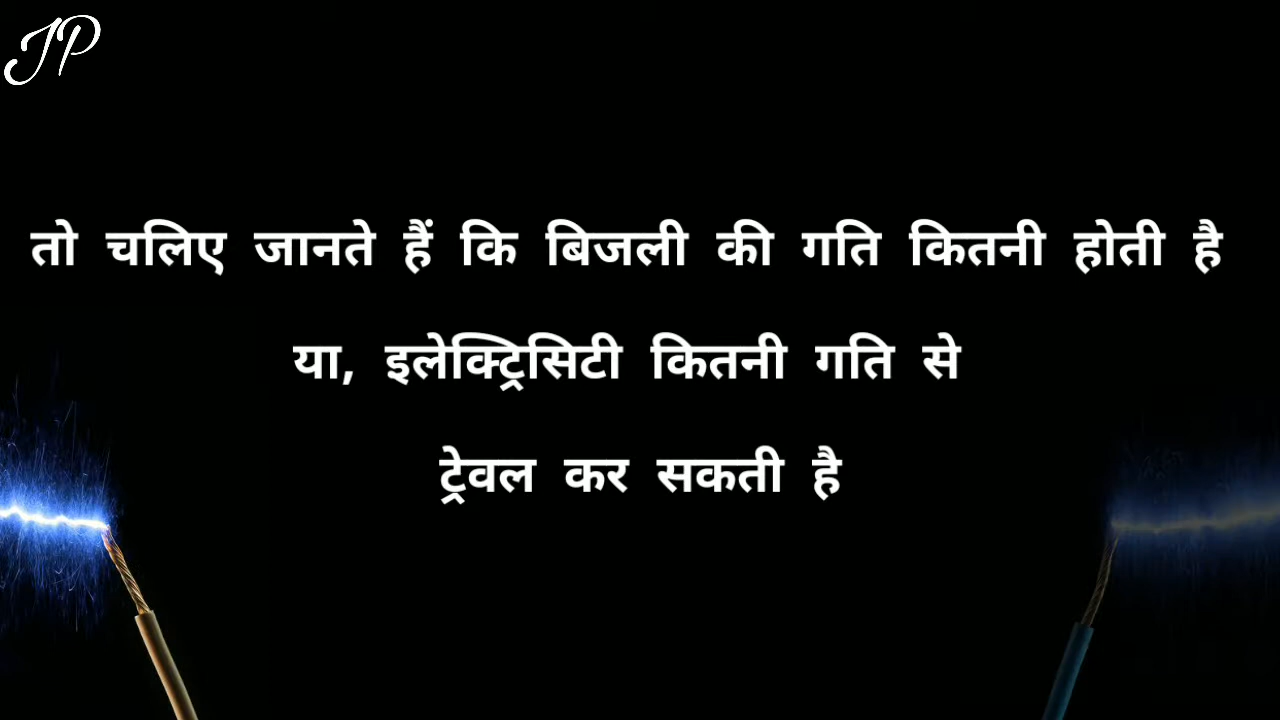 JP
तो चलिए जानते हैं कि बिजली की गति कितनी होती है
या, इलेक्ट्रिसिटी कितनी गति से
ट्रेवल कर सकती है